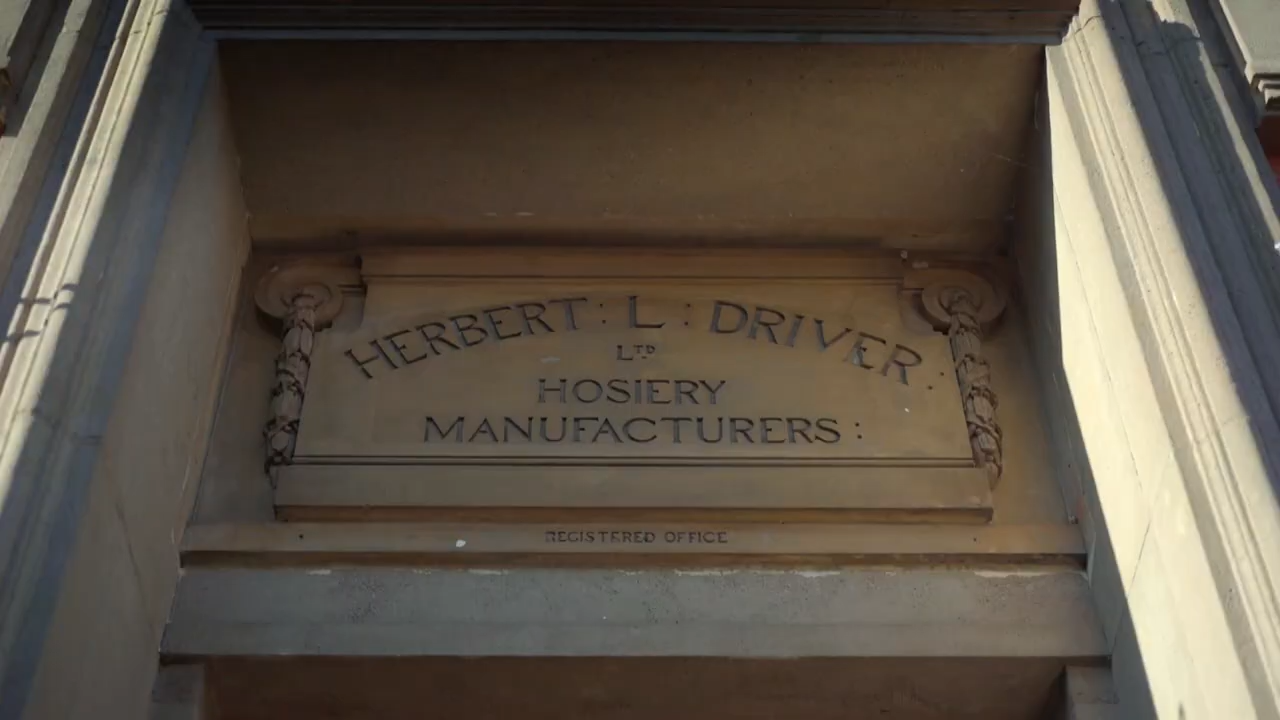 HERBERT : L : DRIVER :
LTD
HOSIERY
MANUFACTURERS :
REGISTERED OFFICE